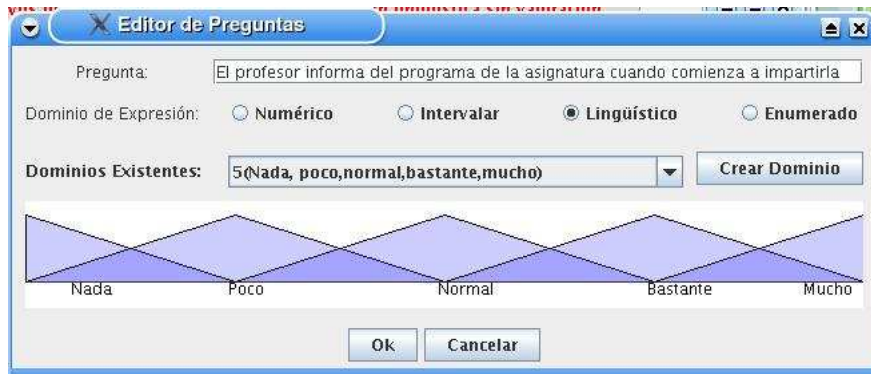 Editor de Preguntas
Pregunta: El profesor informa del programa de la asignatura cuando comienza a impartirla
Dominio de Expresión: Numérico Intervalar Lingüístico Enumerado
Dominios Existentes: 5(Nada, poco,normal,bastante,mucho) Crear Dominio
Nada Poco Normal Bastante Mucho
Ok Cancelar